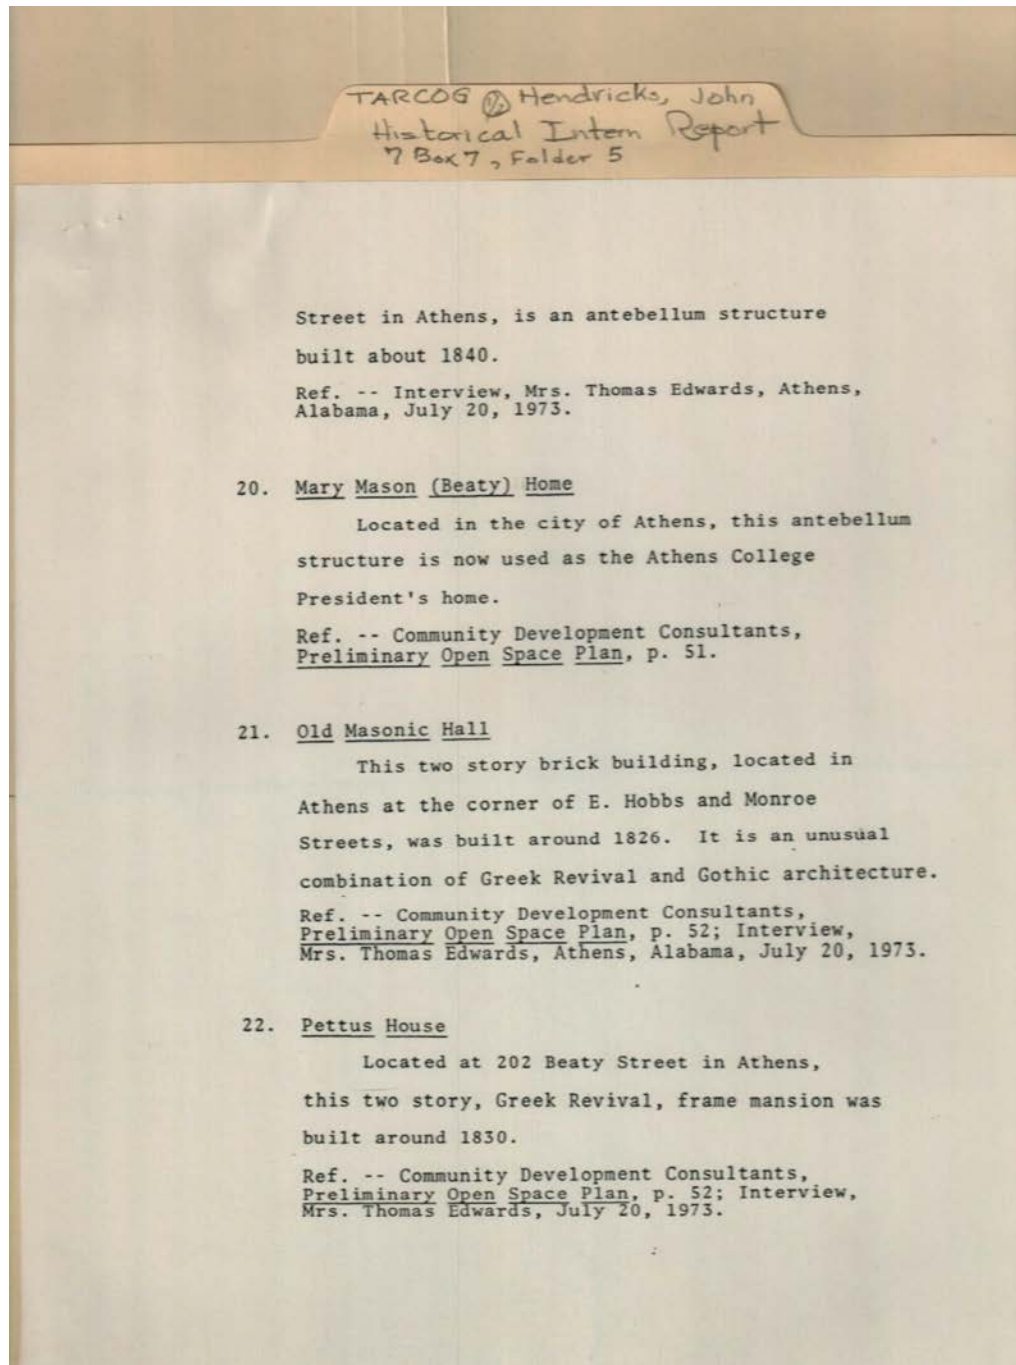 TARCOG Hendricks, John
Historical Intern Report
7 Box 7, Folder 5
Street in Athens, is an antebellum structure
built about 1840.
Ref. -- Interview, Mrs. Thomas Edwards, Athens,
Alabama, July 20, 1973.
20. Mary Mason (Beaty) Home
Located in the city of Athens, this antebellum
structure is now used as the Athens College
President's home.
Ref. -- Community Development Consultants,
Preliminary Open Space Plan, p. 51.
21. Old Masonic Hall
This two story brick building, located in
Athens at the corner of E. Hobbs and Monroe
Streets, was built around 1826. It is an unusual
combination of Greek Revival and Gothic architecture.
Ref. -- Community Development Consultants,
Preliminary Open Space Plan, p. 52; Interview,
Mrs. Thomas Edwards, Athens, Alabama, July 20, 1973.
22. Pettus House
Located at 202 Beaty Street in Athens,
this two story, Greek Revival, frame mansion was
built around 1830.
Ref. -- Community Development Consultants,
Preliminary Open Space Plan, p. 52; Interview,
Mrs. Thomas Edwards, July 20, 1973.